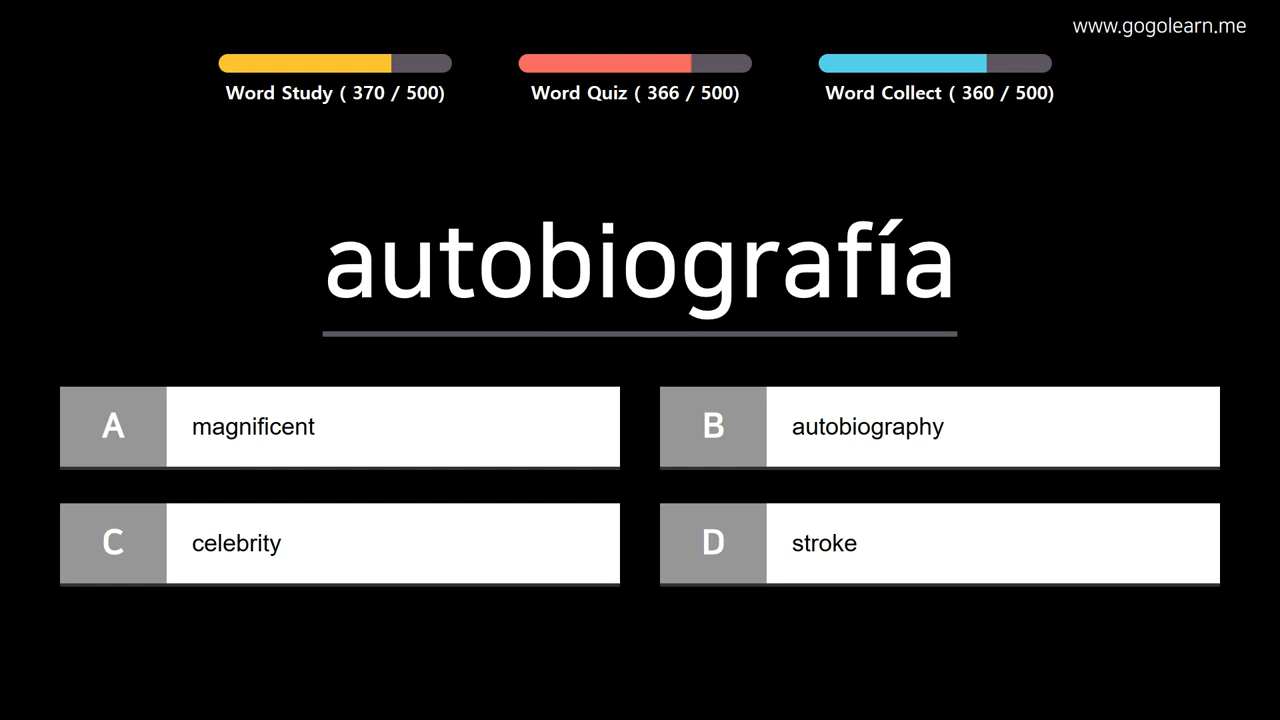 www.gogolearn.me
Word Study ( 370 / 500) Word Quiz ( 366 / 500) Word Collect ( 360 / 500)
autobiografía
A magnificent
B autobiography
C celebrity
D stroke